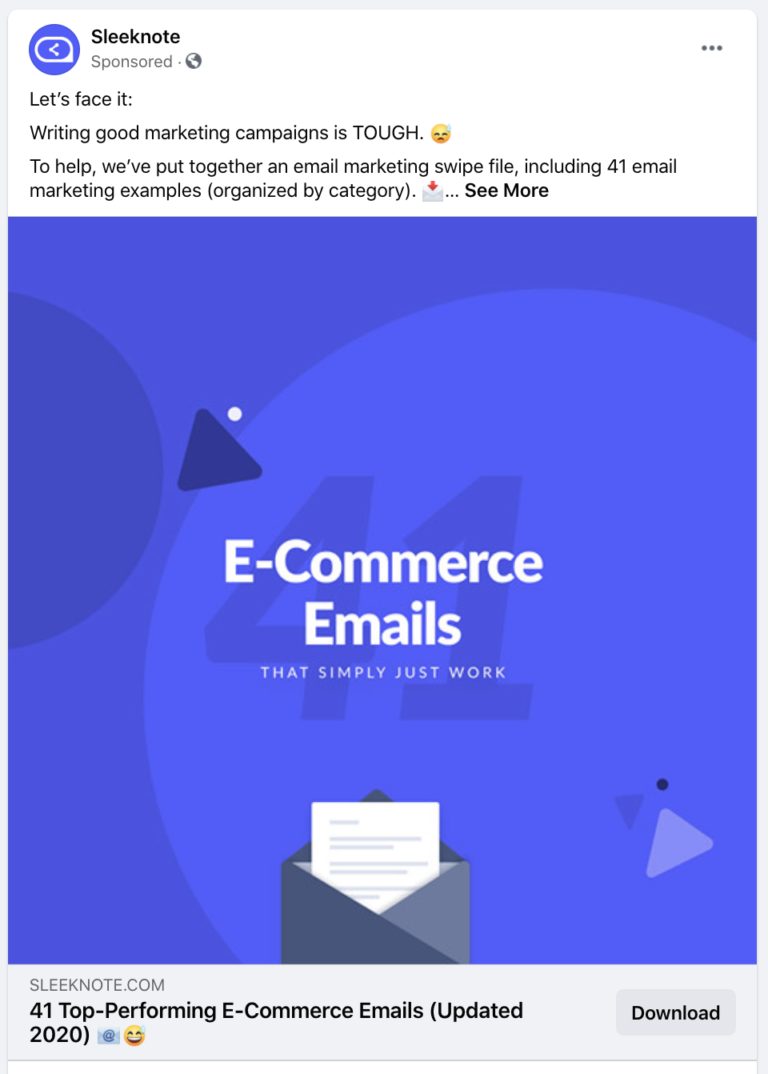 Sleeknote
Sponsored ·
Let’s face it:
Writing good marketing campaigns is TOUGH. 😅
To help, we’ve put together an email marketing swipe file, including 41 email
marketing examples (organized by category). 📩... See More
41
E-Commerce
Emails
THAT SIMPLY JUST WORK
SLEEKNOTE.COM
41 Top-Performing E-Commerce Emails (Updated
2020) 📧😅
Download